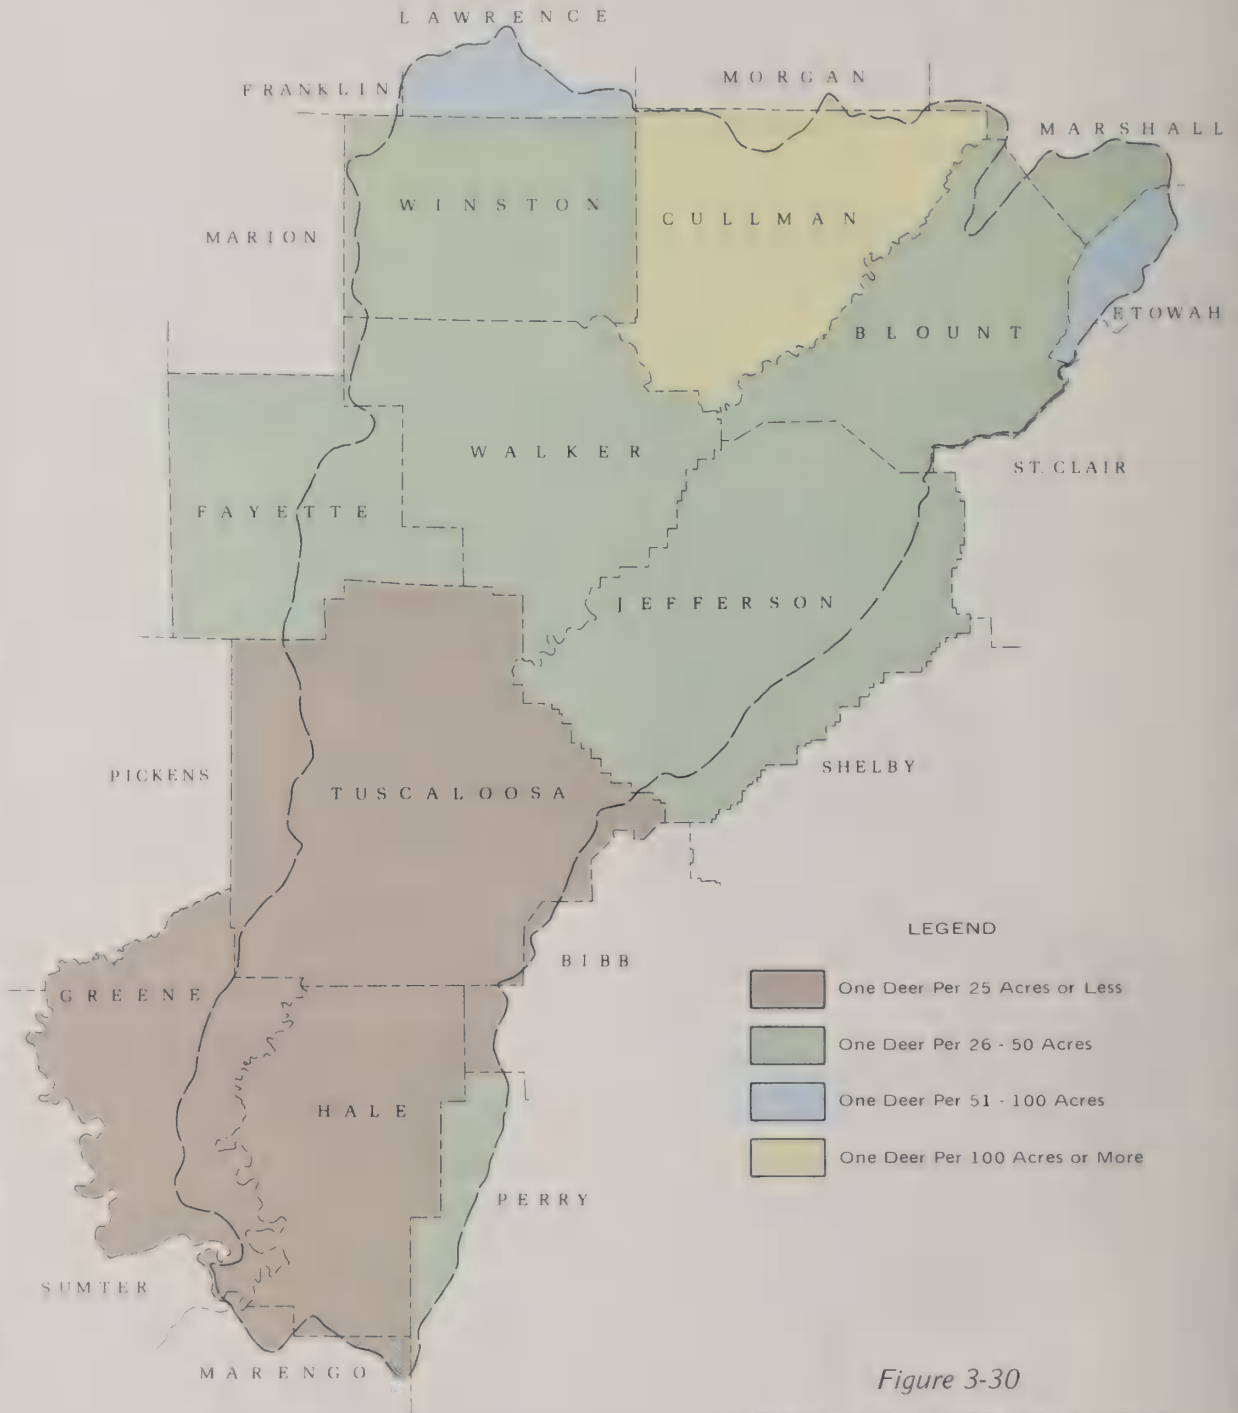 LAWRENCE
FRANKLIN
MORGAN
MARSHALL
WINSTON
CULLMAN
MARION
ETOWAH
BLOUNT
WALKER
ST. CLAIR
FAYETTE
JEFFERSON
SHELBY
PICKENS
TUSCALOOSA
LEGEND
BIBB
One Deer Per 25 Acres or Less
GREENE
One Deer Per 26 - 50 Acres
One Deer Per 51 - 100 Acres
HALE
One Deer Per 100 Acres or More
PERRY
SUMTER
MARENGO
Figure 3-30